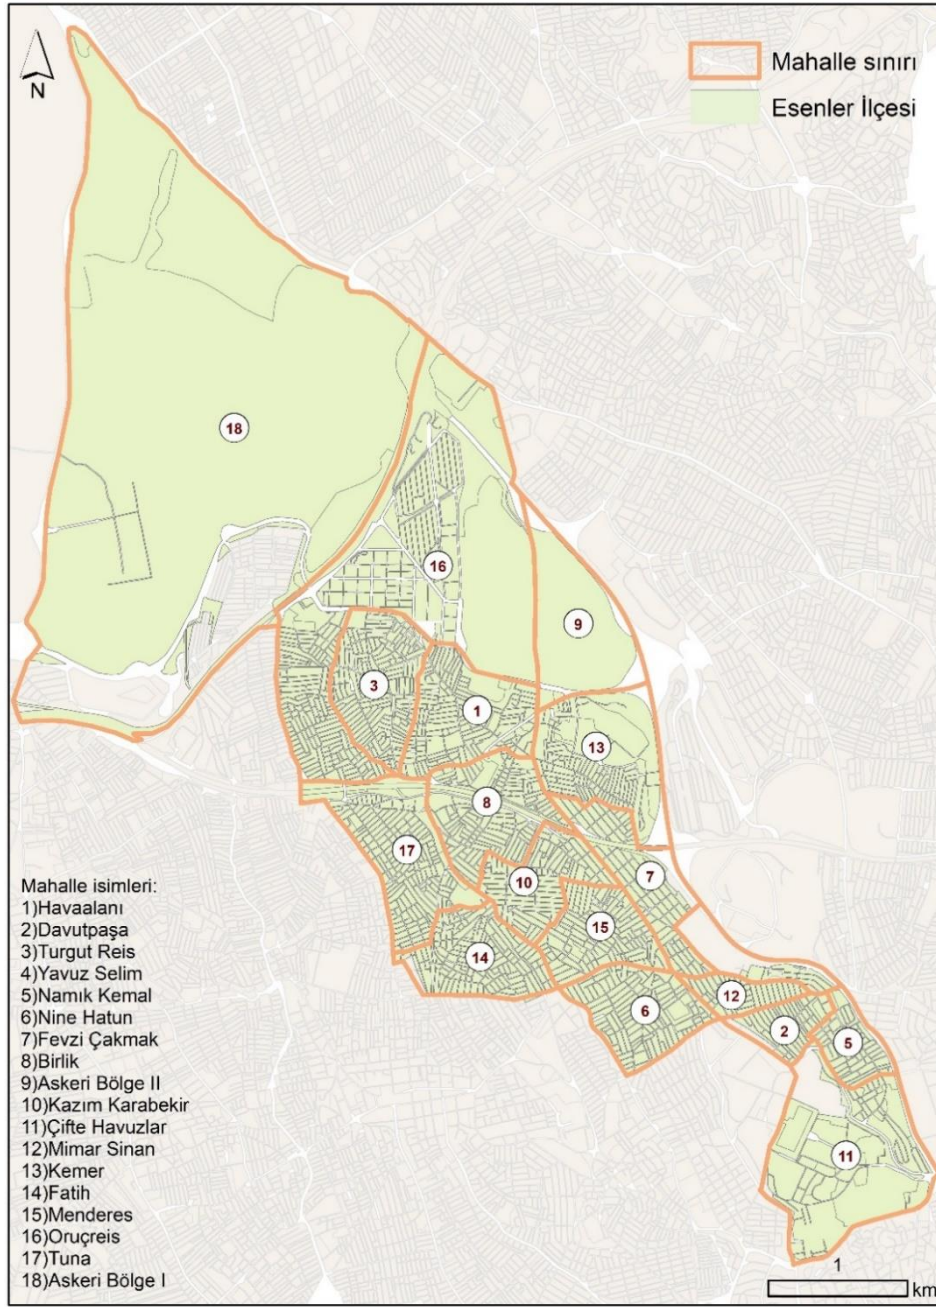 N
Mahalle sınırı
Esenler İlçesi
18
16
9
3
1
13
8
17
7
10
15
14
12
6
2
5
11
Mahalle isimleri:
1)Havaalanı
2)Davutpaşa
3)Turgut Reis
4)Yavuz Selim
5)Namık Kemal
6)Nine Hatun
7)Fevzi Çakmak
8)Birlik
9)Askeri Bölge II
10)Kazım Karabekir
11)Çifte Havuzlar
12)Mimar Sinan
13)Kemer
14)Fatih
15)Menderes
16)Oruçreis
17)Tuna
18)Askeri Bölge I
1
km